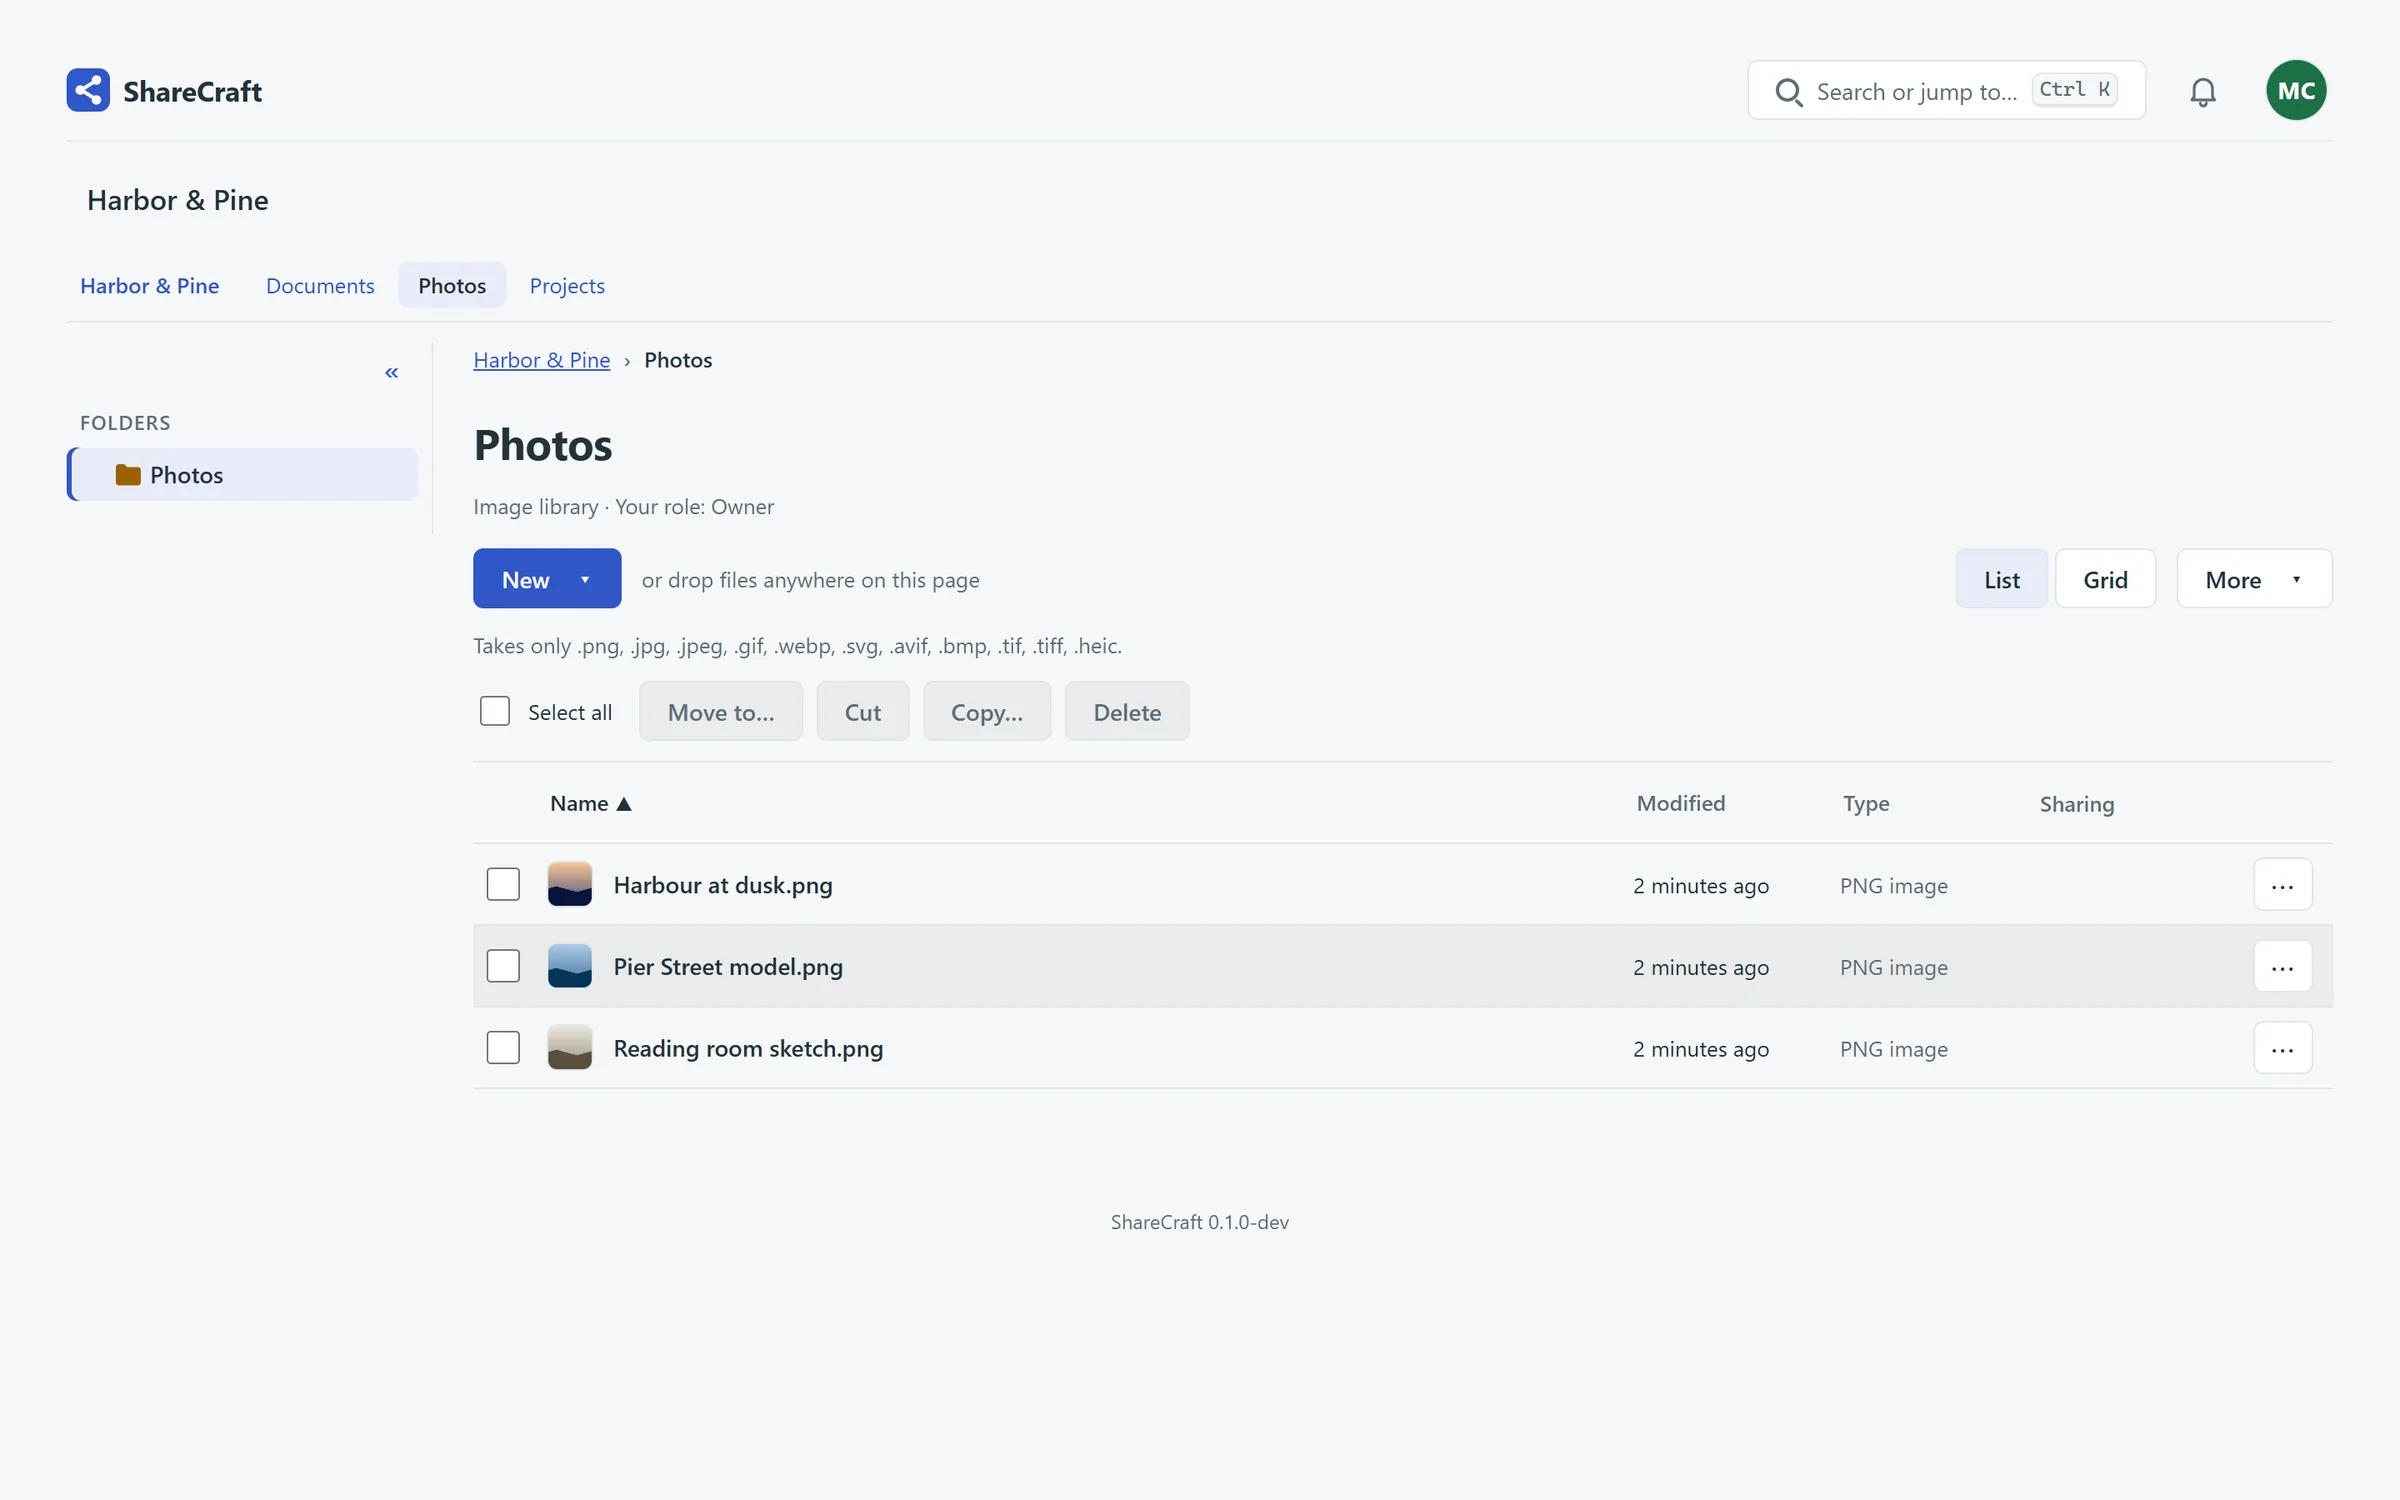 ShareCraft
Search or jump to... Ctrl K
MC
Harbor & Pine
Harbor & Pine Documents Photos Projects
«
Harbor & Pine › Photos
FOLDERS
Photos
Photos
Image library · Your role: Owner
New ▾ or drop files anywhere on this page
List Grid More ▾
Takes only .png, .jpg, .jpeg, .gif, .webp, .svg, .avif, .bmp, .tif, .tiff, .heic.
Select all Move to... Cut Copy... Delete
Name ▲ Modified Type Sharing
Harbour at dusk.png 2 minutes ago PNG image ...
Pier Street model.png 2 minutes ago PNG image ...
Reading room sketch.png 2 minutes ago PNG image ...
ShareCraft 0.1.0-dev